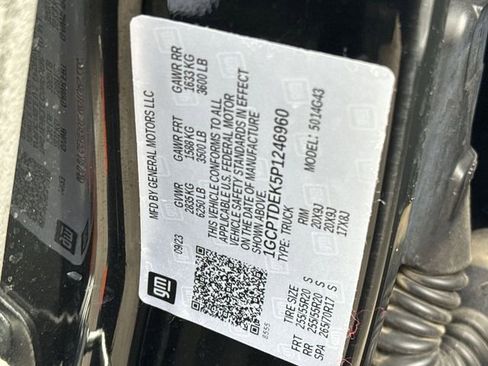 MFD BY GENERAL MOTORS LLC
09/23
GVWR
2835 KG
6250 LB
GAWR FRT
1588 KG
3500 LB
GAWR RR
1633 KG
3600 LB
THIS VEHICLE CONFORMS TO ALL
APPLICABLE U.S. FEDERAL MOTOR
VEHICLE SAFETY STANDARDS IN EFFECT
ON THE DATE OF MANUFACTURE
SHOWN ABOVE.
1GCPTDEK5P1246960
TYPE: TRUCK
MODEL: 5014G43
TIRE SIZE
RIM
FRT 255/55R20 S 20X9J
RR 255/55R20 S 20X9J
SPA 265/70R17 S 17X8J
gm